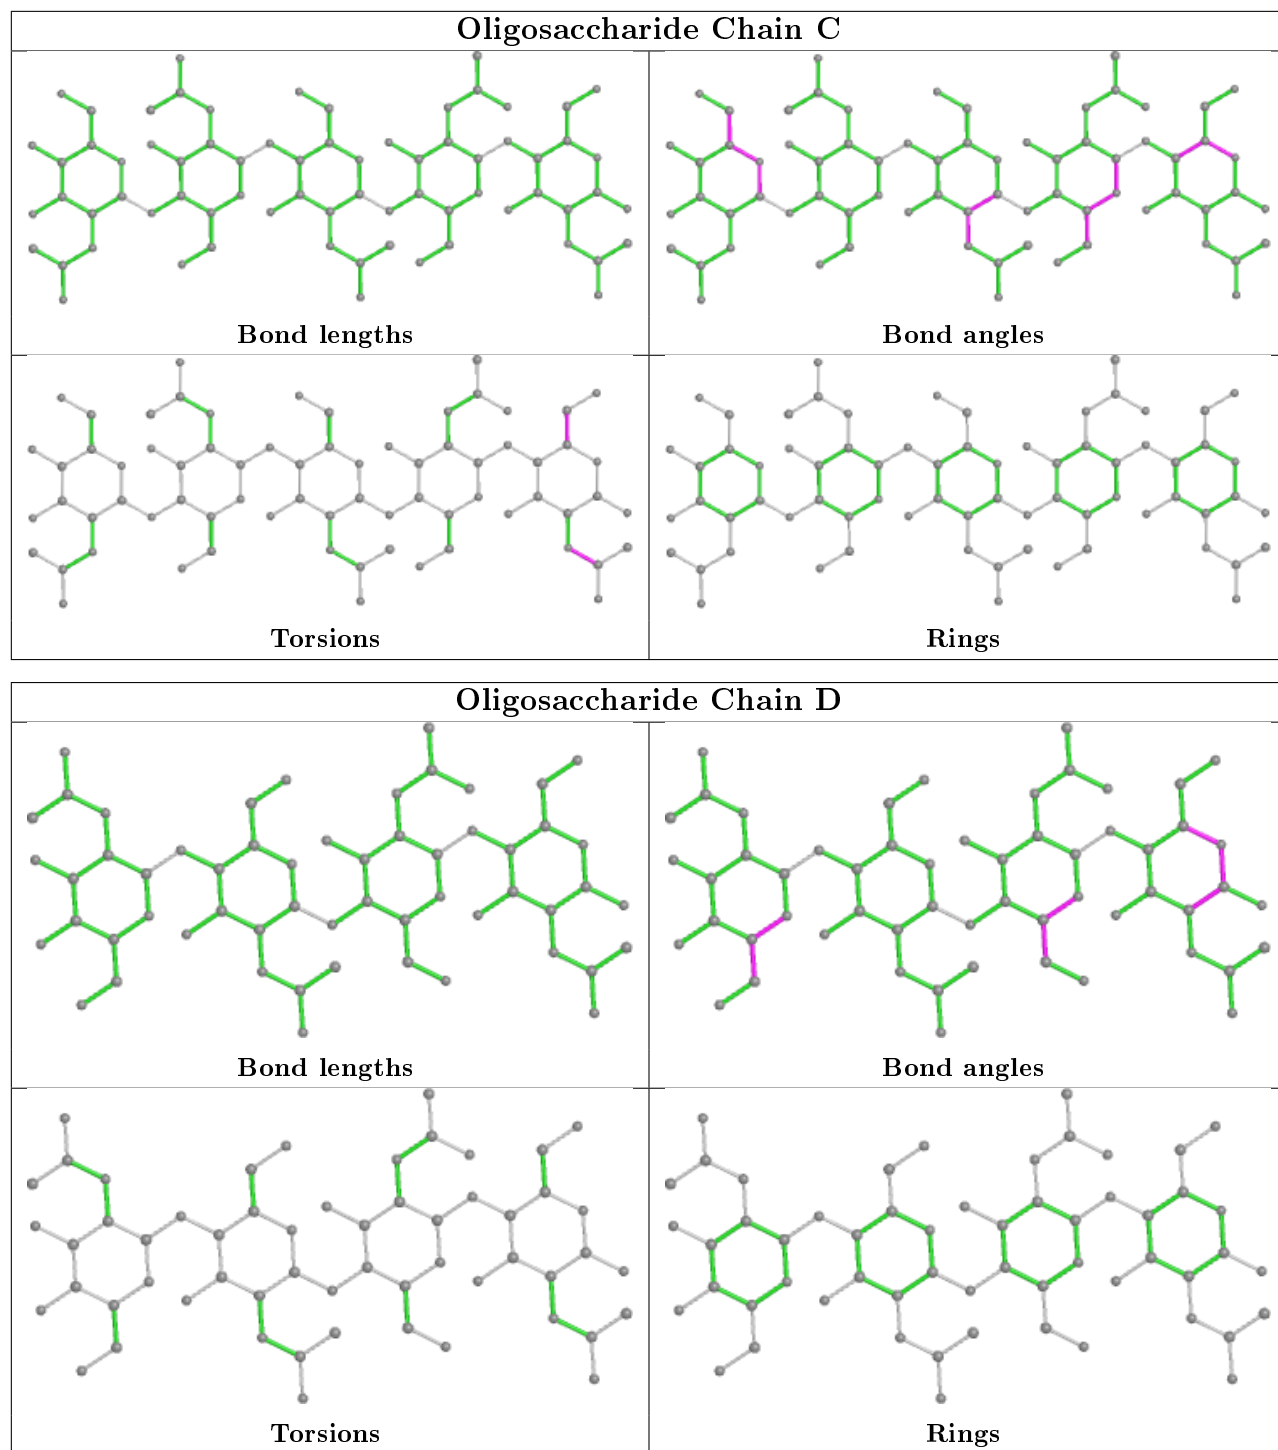 Oligosaccharide Chain C
Bond lengths
Bond angles
Torsions
Rings
Oligosaccharide Chain D
Bond lengths
Bond angles
Torsions
Rings